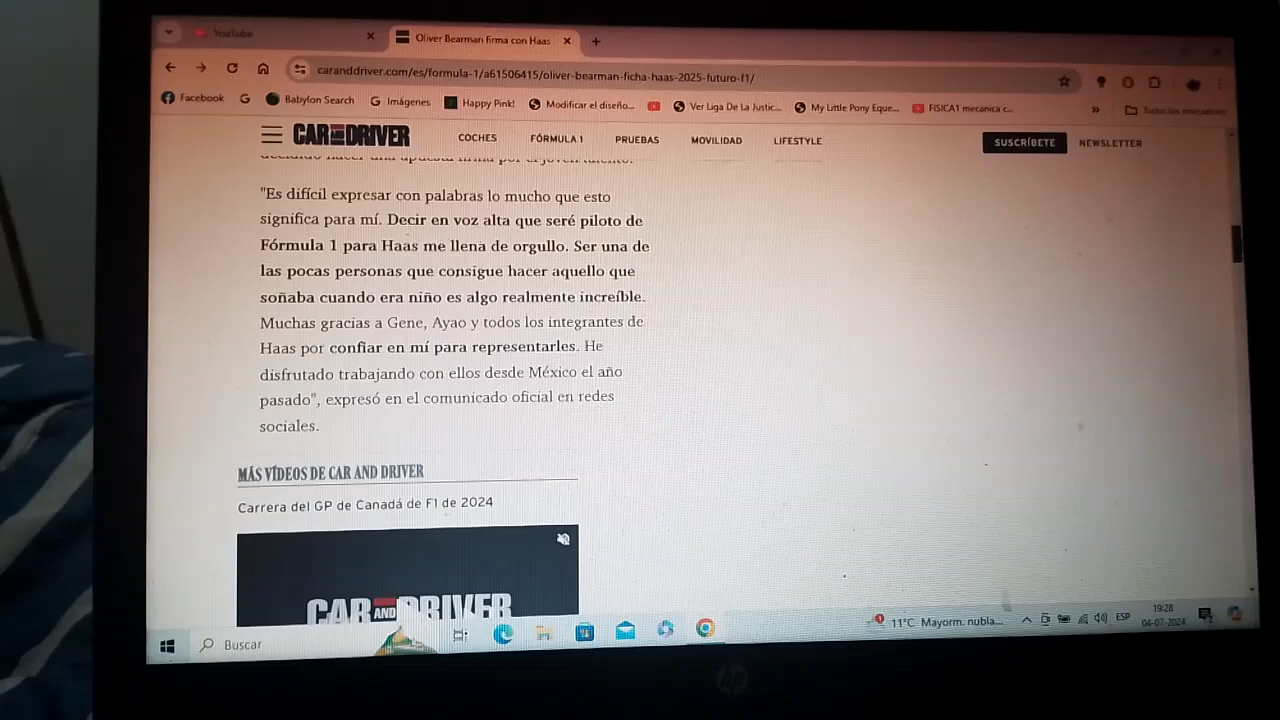 YouTube
Oliver Bearman firma con Haas
caranddriver.com/es/formula-1/a61506415/oliver-bearman-ficha-haas-2025-futuro-f1/
Facebook
Babylon Search
Imágenes
Happy Pink!
Modificar el diseño...
Ver Liga De La Justic...
My Little Pony Eque...
FISICA1 mecanica c...
»
Todos los marcadores
CAR AND DRIVER
COCHES
FÓRMULA 1
PRUEBAS
MOVILIDAD
LIFESTYLE
SUSCRÍBETE
NEWSLETTER
"Es difícil expresar con palabras lo mucho que esto
significa para mí. Decir en voz alta que seré piloto de
Fórmula 1 para Haas me llena de orgullo. Ser una de
las pocas personas que consigue hacer aquello que
soñaba cuando era niño es algo realmente increíble.
Muchas gracias a Gene, Ayao y todos los integrantes de
Haas por confiar en mí para representarles. He
disfrutado trabajando con ellos desde México el año
pasado", expresó en el comunicado oficial en redes
sociales.
MÁS VÍDEOS DE CAR AND DRIVER
Carrera del GP de Canadá de F1 de 2024
CAR AND DRIVER
Buscar
11°C Mayorm. nubla...
ESP
19:28
04-07-2024
hp